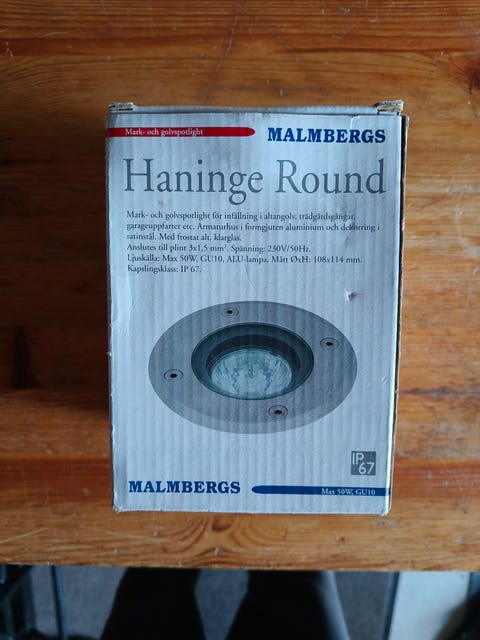 Mark- och golvspotlight
MALMBERGS
Haninge Round
Mark- och golvspotlight för infällning i altangolv, trädgårdsgångar,
garageuppfarter etc. Armaturhus i formgjuten aluminium och dekorring i
satinstål. Med frostat alt. klarglas.
Anslutes till plint 3x1,5 mm². Spänning: 230V/50Hz.
Ljuskälla: Max 50W, GU10, ALU-lampa. Mått ØxH: 108x114 mm.
Kapslingsklass: IP 67.
IP
67
MALMBERGS
Max 50W, GU10